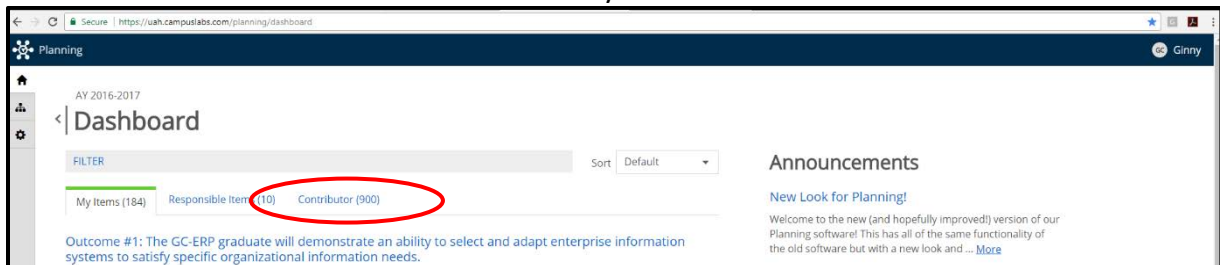 Secure | https://uah.campuslabs.com/planning/dashboard
Planning
GC Ginny
AY 2016-2017
Dashboard
FILTER
Sort Default
My Items (184) Responsible Items (10) Contributor (900)
Outcome #1: The GC-ERP graduate will demonstrate an ability to select and adapt enterprise information
systems to satisfy specific organizational information needs.
Announcements
New Look for Planning!
Welcome to the new (and hopefully improved!) version of our
Planning software! This has all of the same functionality of
the old software but with a new look and ... More